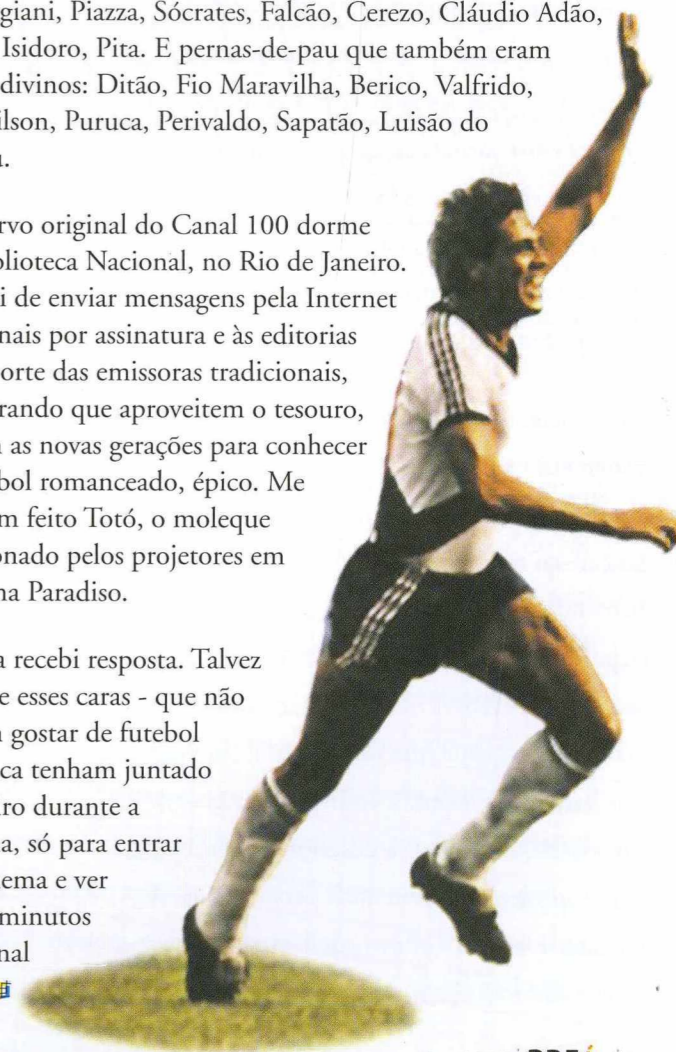 giani, Piazza, Sócrates, Falcão, Cerezo, Cláudio Adão,
Isidoro, Pita. E pernas-de-pau que também eram
divinos: Ditão, Fio Maravilha, Berico, Valfrido,
ilson, Puruca, Perivaldo, Sapatão, Luisão do
rvo original do Canal 100 dorme
blioteca Nacional, no Rio de Janeiro.
i de enviar mensagens pela Internet
nais por assinatura e às editorias
orte das emissoras tradicionais,
rando que aproveitem o tesouro,
as novas gerações para conhecer
bol romanceado, épico. Me
m feito Totó, o moleque
onado pelos projetores em
na Paradiso.
a recebi resposta. Talvez
e esses caras - que não
gostar de futebol
ca tenham juntado
ro durante a
a, só para entrar
ema e ver
minutos
nal